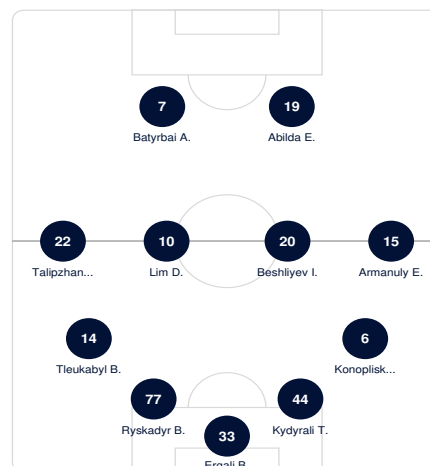 7
19
Batyrbai A.
Abilda E.
22
10
20
15
Talipzhan...
Lim D.
Beshliyev I.
Armanuly E.
14
6
Tleukabyl B.
Konoplisk...
77
44
Ryskadyr B.
Kydyrali T.
33
Ergali B.